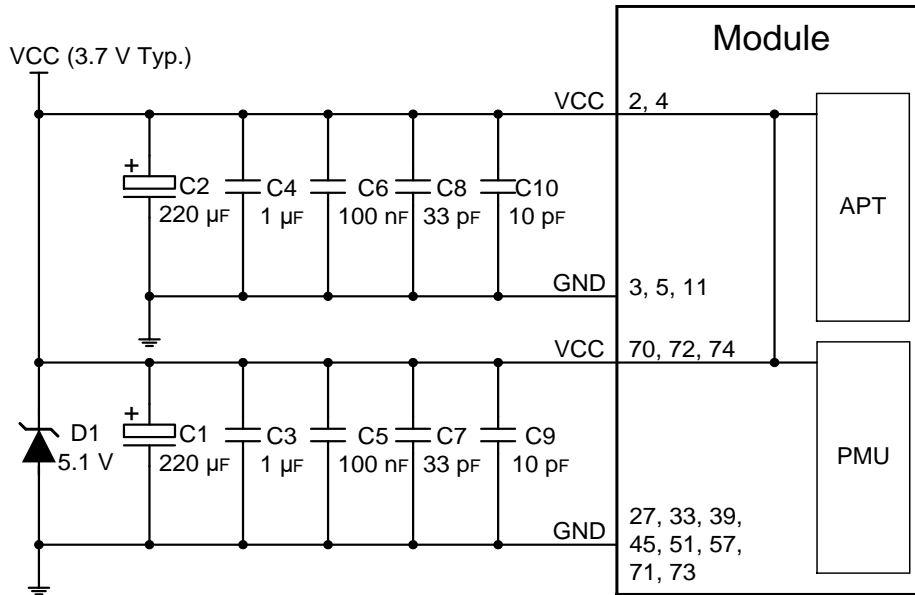 Module
VCC (3.7 V Typ.)
VCC 2, 4
+
C2 C4 C6 C8 C10
220 µF 1 µF 100 nF 33 pF 10 pF
APT
GND 3, 5, 11
VCC 70, 72, 74
+
D1 C1 C3 C5 C7 C9
5.1 V 220 µF 1 µF 100 nF 33 pF 10 pF
PMU
GND 27, 33, 39,
45, 51, 57,
71, 73